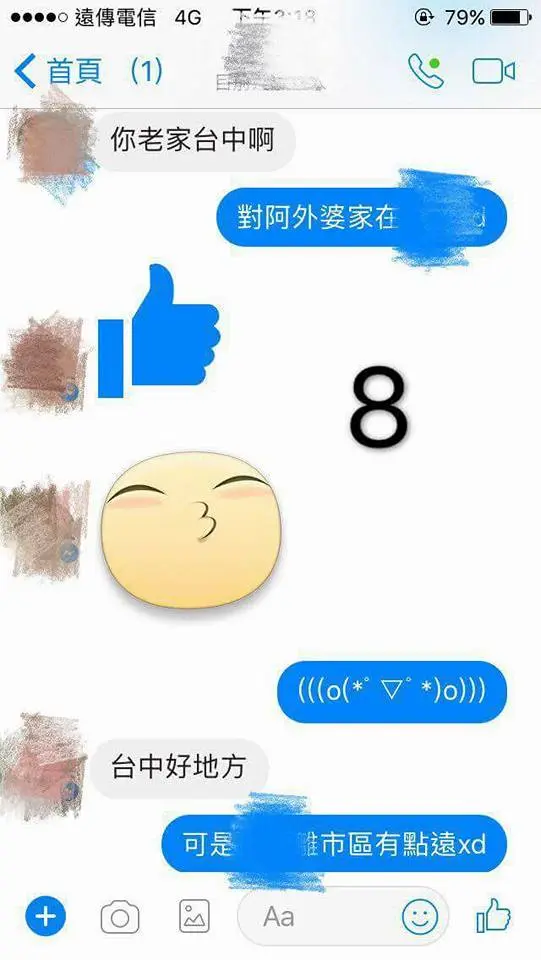 遠傳電信 4G 79%
首頁 (1)
你老家台中啊
對阿外婆家在
8
(((o(*ﾟ▽ﾟ*)o)))
台中好地方
可是 離市區有點遠xd
Aa